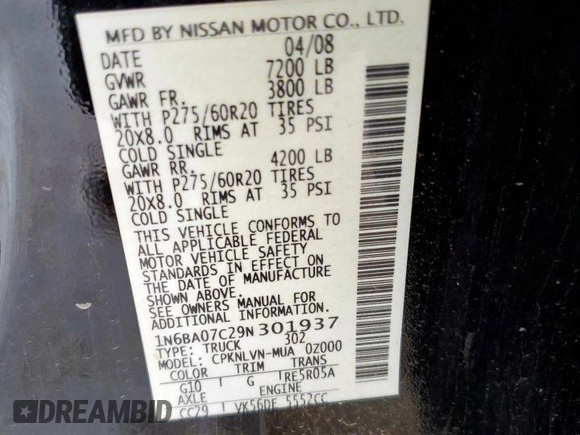 MFD BY NISSAN MOTOR CO., LTD.
DATE 04/08
GVWR 7200 LB
GAWR FR. 3800 LB
WITH P275/60R20 TIRES
20X8.0 RIMS AT 35 PSI
COLD SINGLE
GAWR RR. 4200 LB
WITH P275/60R20 TIRES
20X8.0 RIMS AT 35 PSI
COLD SINGLE
THIS VEHICLE CONFORMS TO
ALL APPLICABLE FEDERAL
MOTOR VEHICLE SAFETY
STANDARDS IN EFFECT ON
THE DATE OF MANUFACTURE
SHOWN ABOVE.
SEE OWNERS MANUAL FOR
ADDITIONAL INFORMATION.
1N6BA07C29N301937
TYPE: TRUCK 302
MODEL: CPKNLVN-MUA 0Z000
COLOR TRIM TRANS
G10 G RE5R05A
AXLE ENGINE
CC29 VK56DE 5552CC
DREAMBID